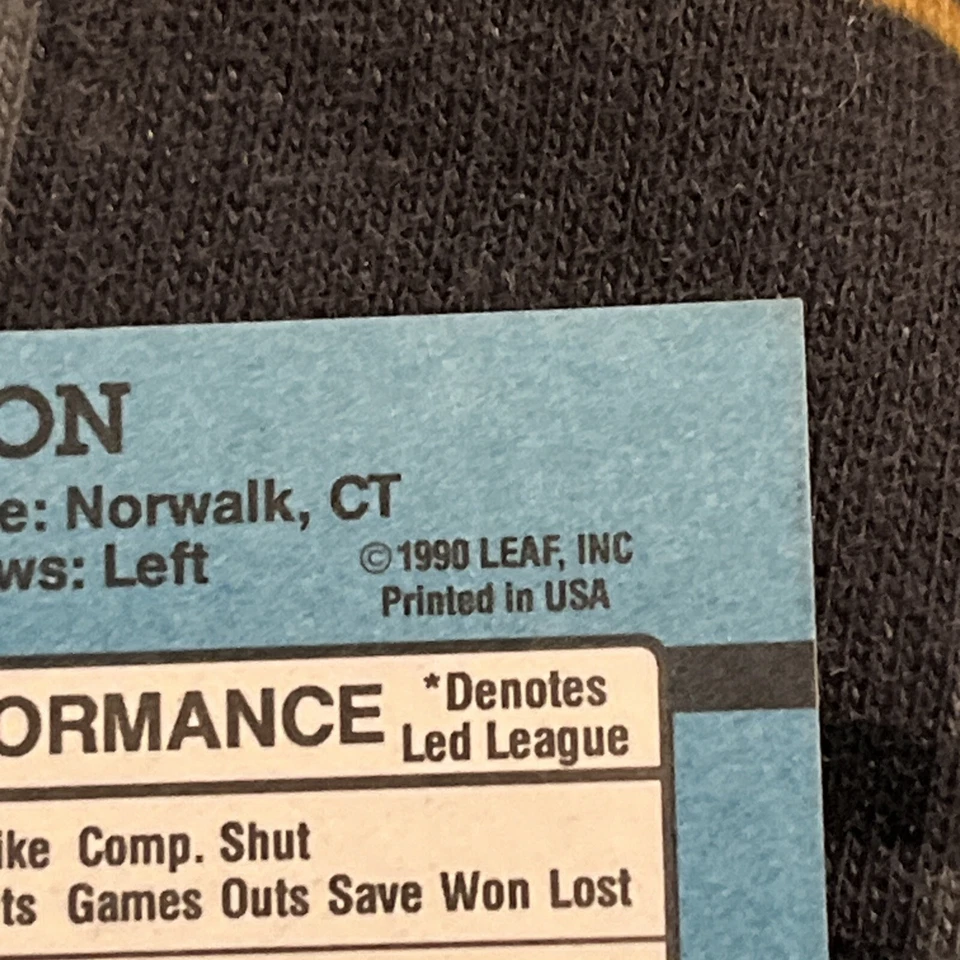 ON
e: Norwalk, CT
ws: Left
©1990 LEAF, INC
Printed in USA
ORMANCE
*Denotes
Led League
ike Comp. Shut
ts Games Outs Save Won Lost